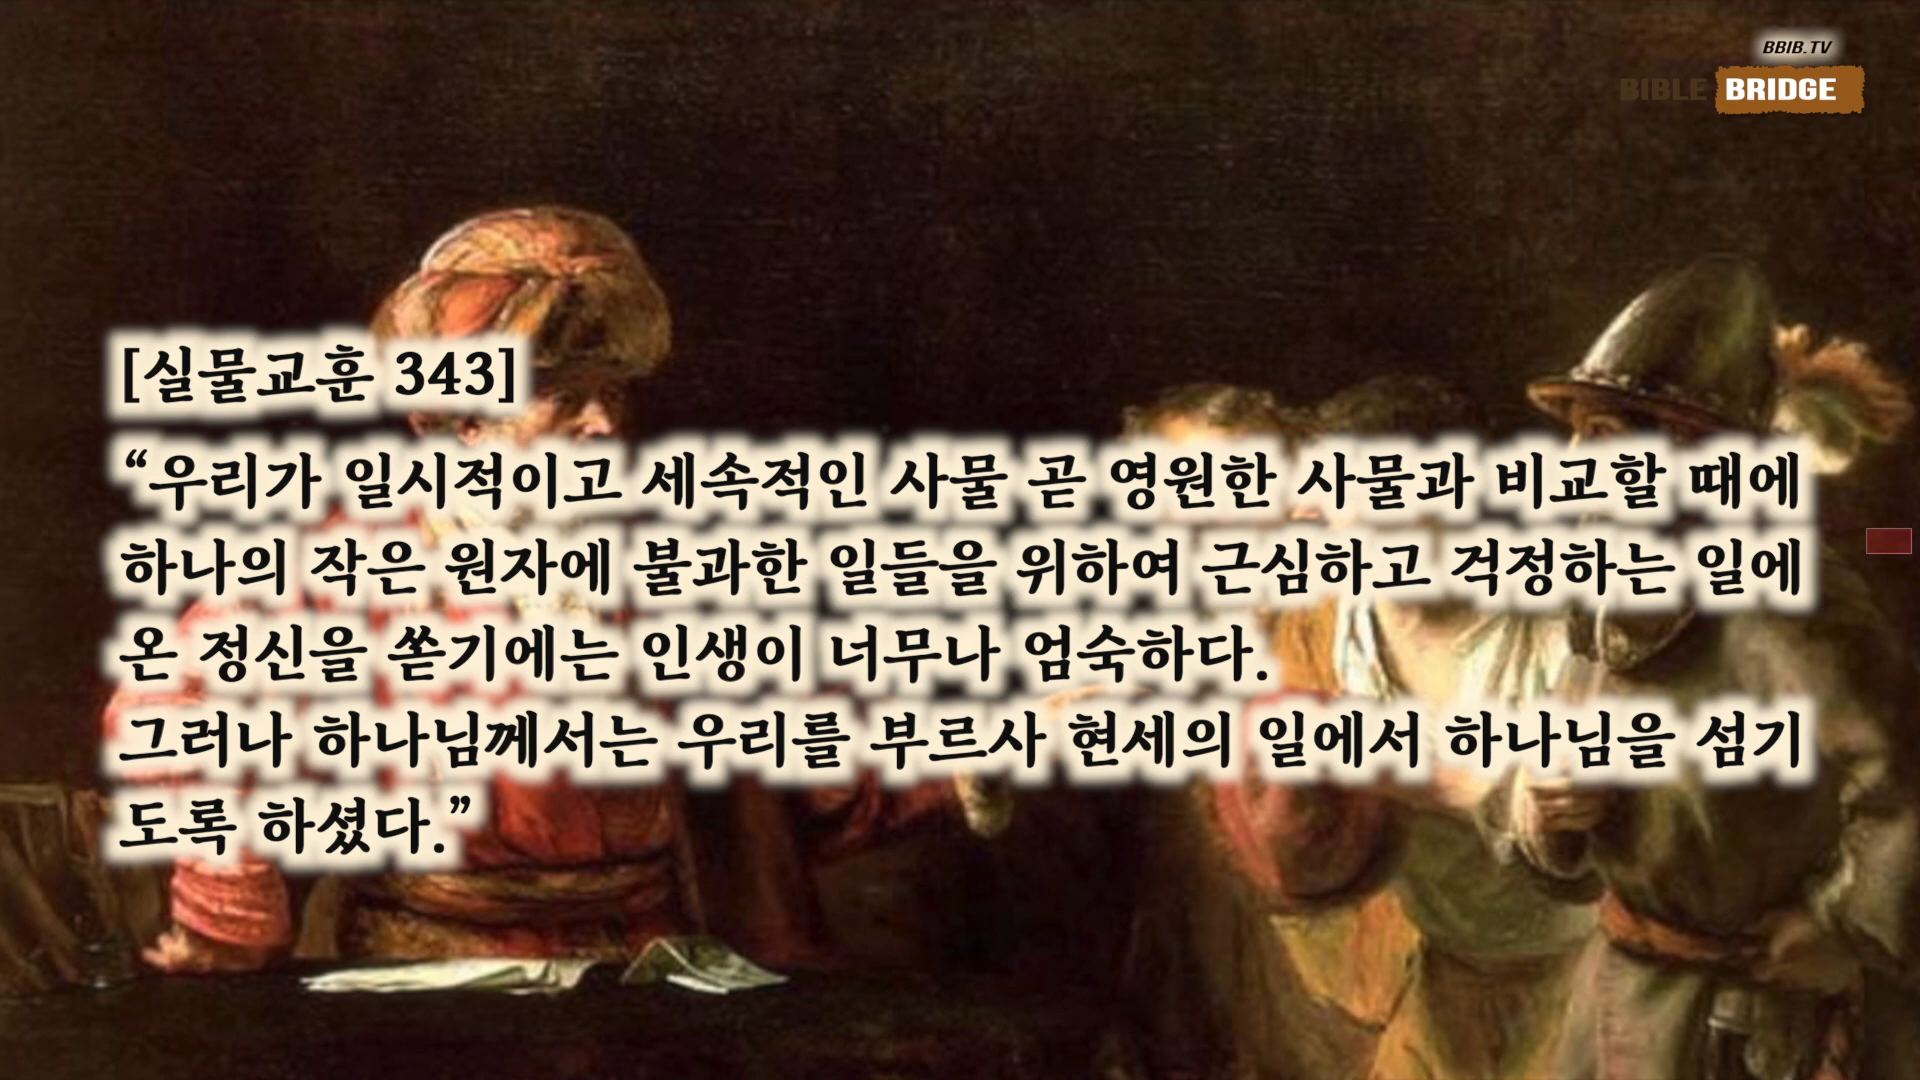 BBIB.TV
BIBLE BRIDGE
[실물교훈 343]
“우리가 일시적이고 세속적인 사물 곧 영원한 사물과 비교할 때에
하나의 작은 원자에 불과한 일들을 위하여 근심하고 걱정하는 일에
온 정신을 쏟기에는 인생이 너무나 엄숙하다.
그러나 하나님께서는 우리를 부르사 현세의 일에서 하나님을 섬기
도록 하셨다.”